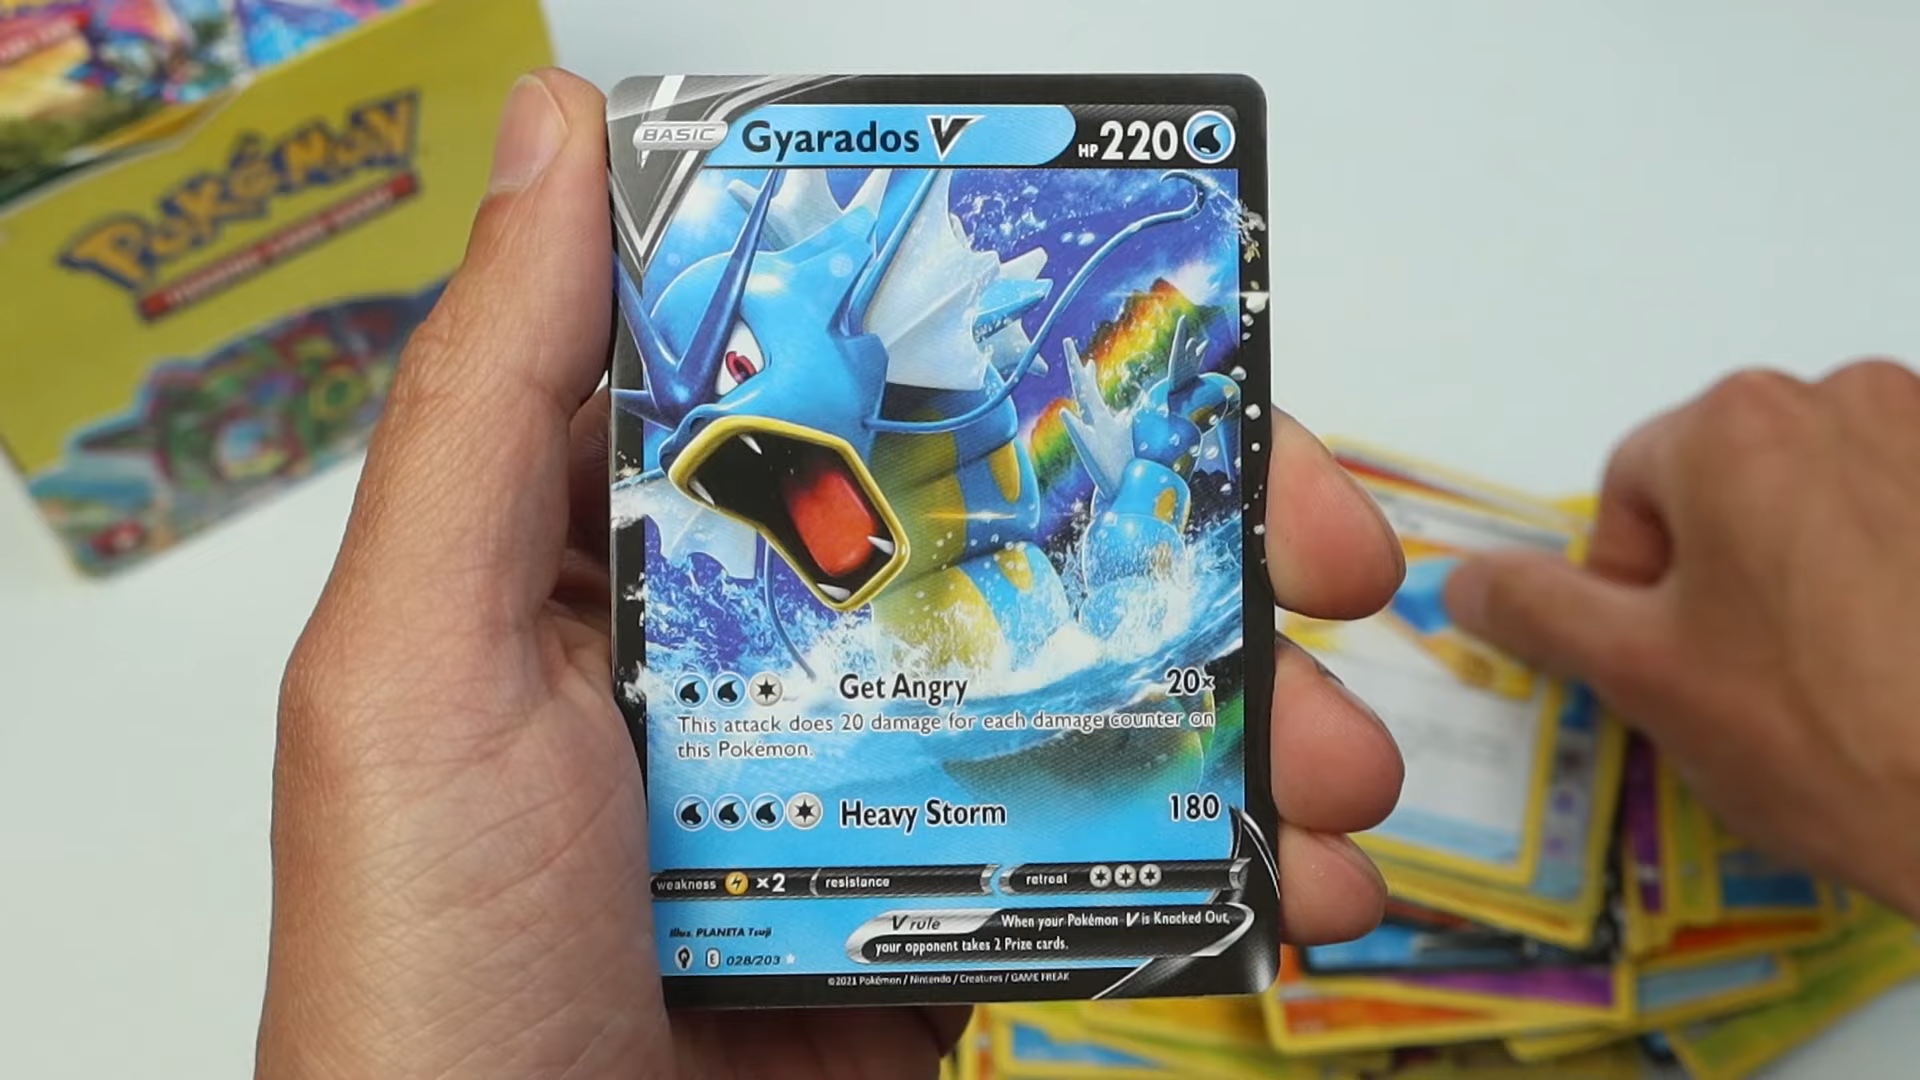 POKÉMON
BASIC
Gyarados V
HP 220
Get Angry 20x
This attack does 20 damage for each damage counter on
this Pokémon.
Heavy Storm 180
weakness x2 resistance retreat
V rule When your Pokémon V is Knocked Out,
your opponent takes 2 Prize cards.
Illus. PLANETA Tsuji
E 028/203
©2021 Pokémon / Nintendo / Creatures / GAME FREAK